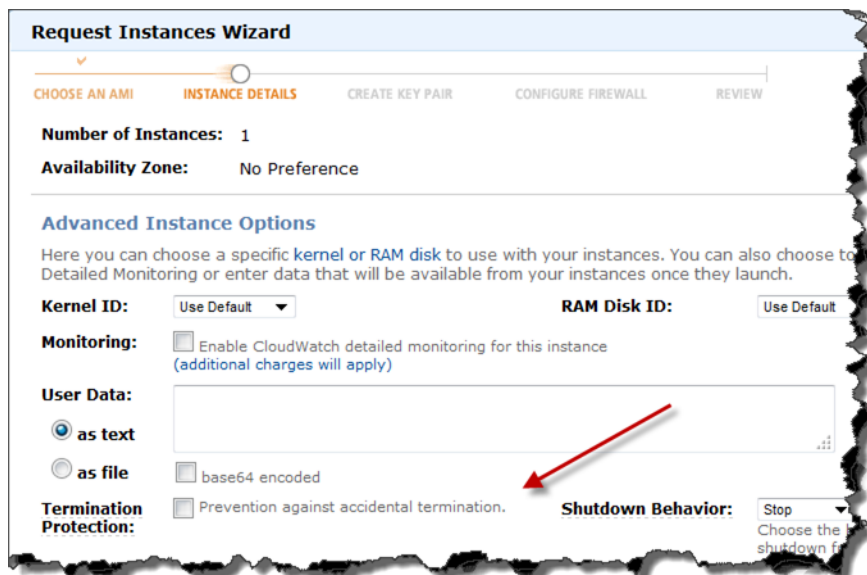 Request Instances Wizard
CHOOSE AN AMI INSTANCE DETAILS CREATE KEY PAIR CONFIGURE FIREWALL REVIEW
Number of Instances: 1
Availability Zone: No Preference
Advanced Instance Options
Here you can choose a specific kernel or RAM disk to use with your instances. You can also choose to
Detailed Monitoring or enter data that will be available from your instances once they launch.
Kernel ID: Use Default RAM Disk ID: Use Default
Monitoring: Enable CloudWatch detailed monitoring for this instance
(additional charges will apply)
User Data:
as text
as file base64 encoded
Termination Prevention against accidental termination. Shutdown Behavior: Stop
Protection:
Choose the
shutdown